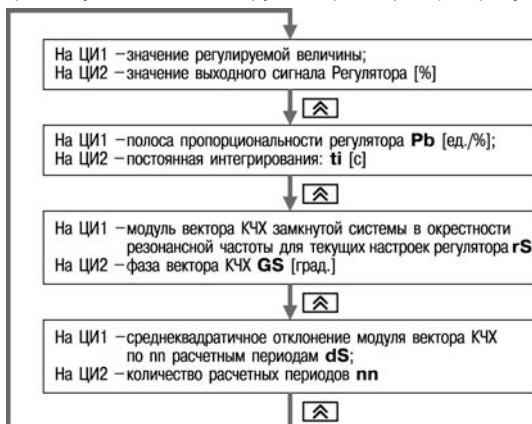 На ЦИ1 – значение регулируемой величины;
На ЦИ2 – значение выходного сигнала Регулятора [%]
На ЦИ1 – полоса пропорциональности регулятора Pb [ед./%];
На ЦИ2 – постоянная интегрирования: ti [с]
На ЦИ1 – модуль вектора КЧХ замкнутой системы в окрестности
резонансной частоты для текущих настроек регулятора rS
На ЦИ2 – фаза вектора КЧХ GS [град.]
На ЦИ1 – среднеквадратичное отклонение модуля вектора КЧХ
по nn расчетным периодам dS;
На ЦИ2 – количество расчетных периодов nn